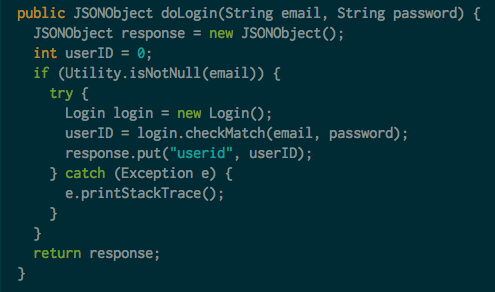 public JSONObject doLogin(String email, String password) {
  JSONObject response = new JSONObject();
  int userID = 0;
  if (Utility.isNotNull(email)) {
    try {
      Login login = new Login();
      userID = login.checkMatch(email, password);
      response.put("userid", userID);
    } catch (Exception e) {
      e.printStackTrace();
    }
  }
  return response;
}